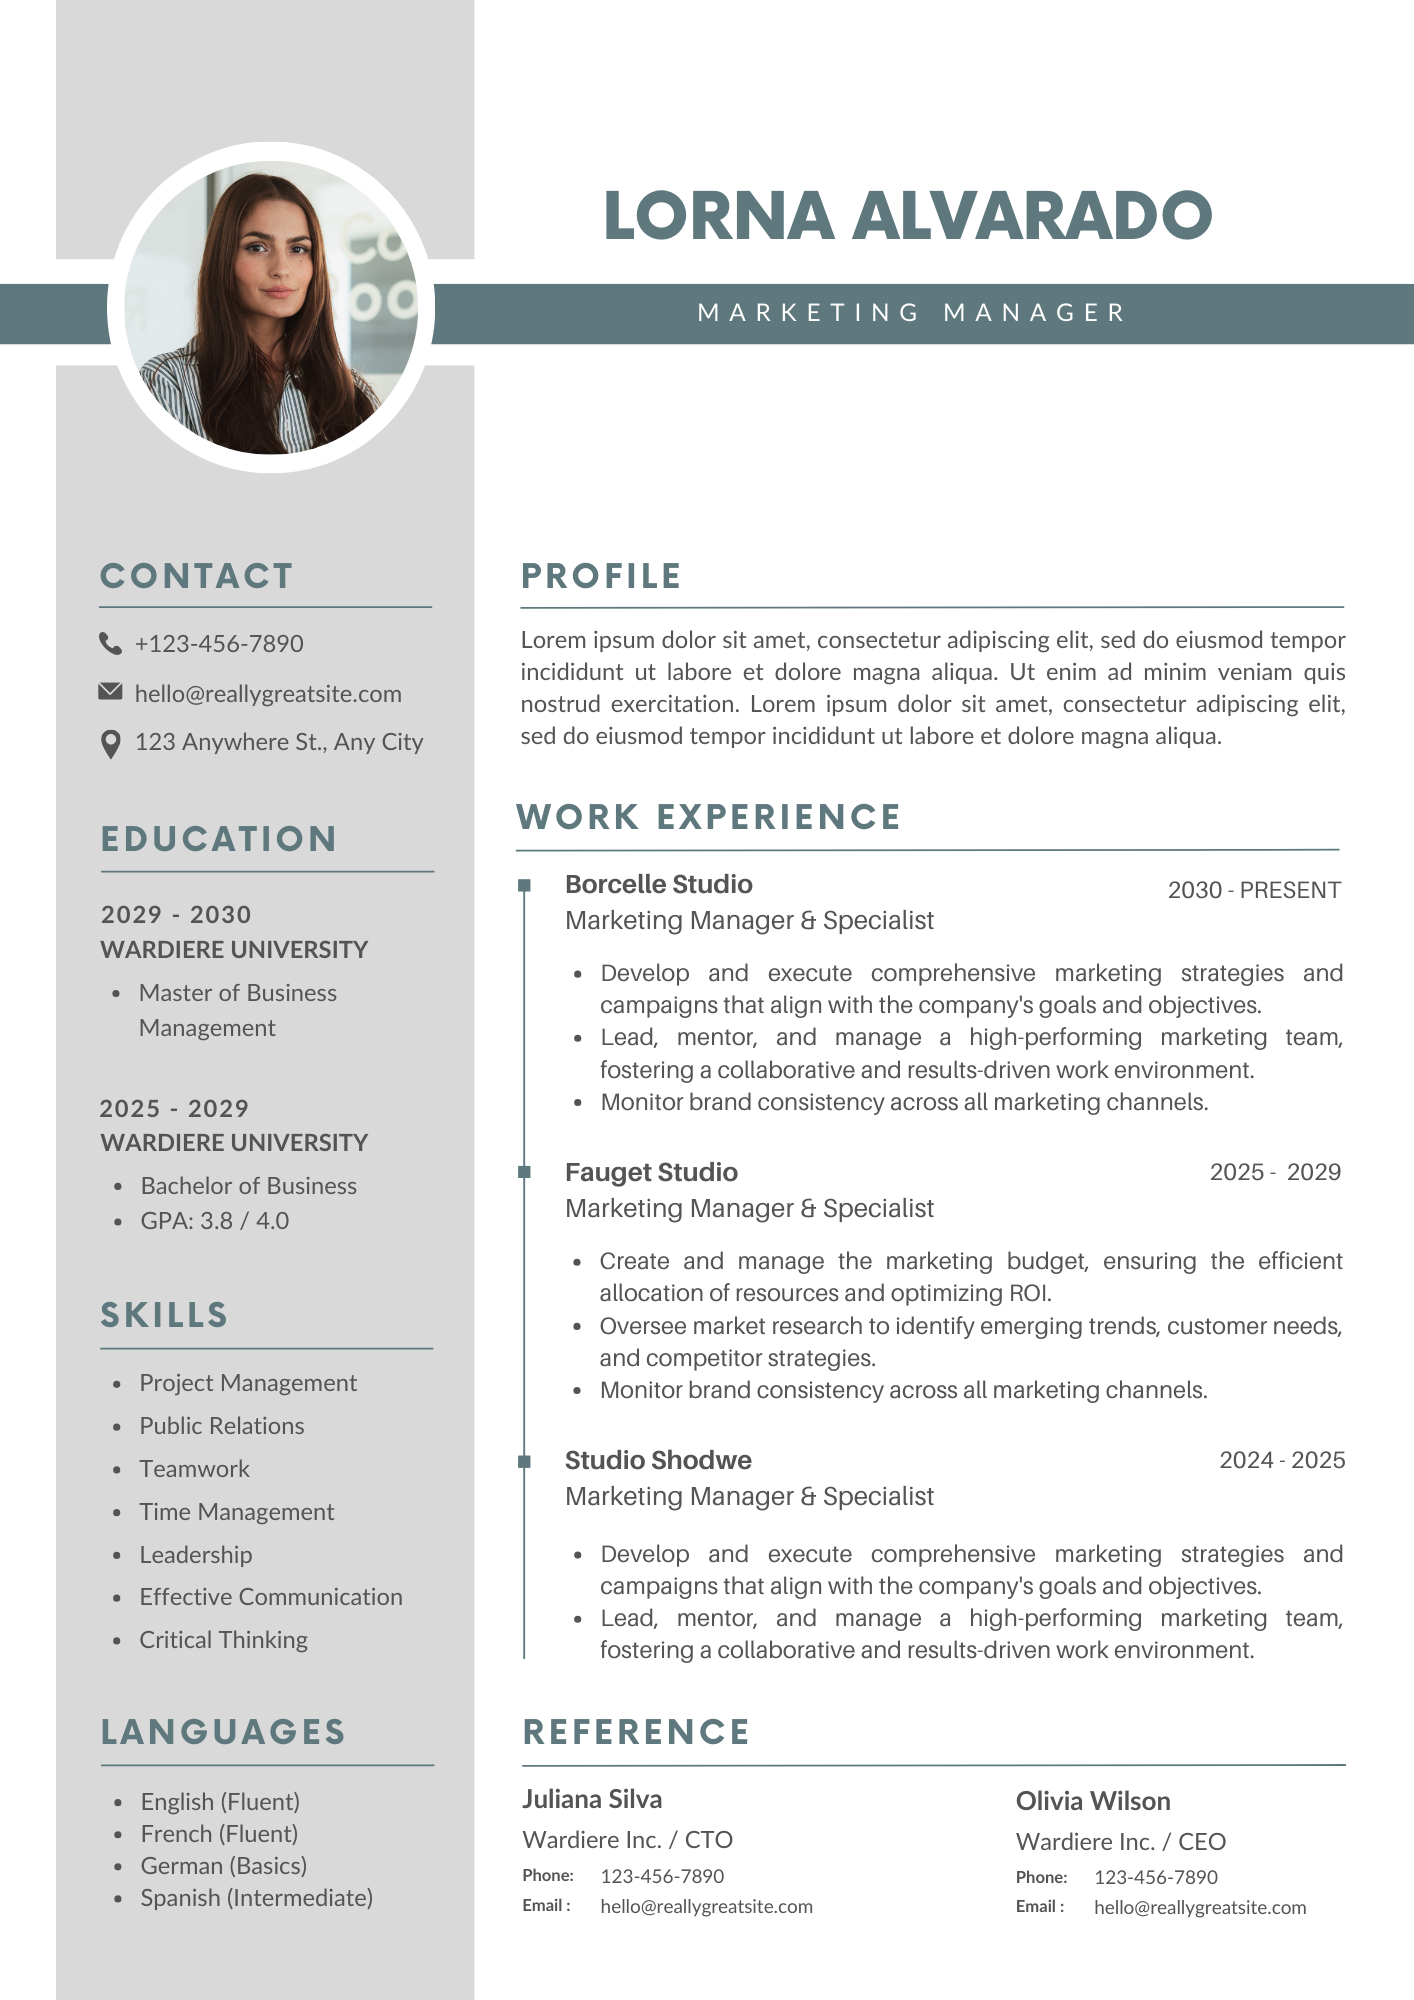 LORNA ALVARADO
MARKETING MANAGER
CONTACT
+123-456-7890
hello@reallygreatsite.com
123 Anywhere St., Any City
EDUCATION
2029 - 2030
WARDIERE UNIVERSITY
• Master of Business
Management
2025 - 2029
WARDIERE UNIVERSITY
• Bachelor of Business
• GPA: 3.8 / 4.0
SKILLS
• Project Management
• Public Relations
• Teamwork
• Time Management
• Leadership
• Effective Communication
• Critical Thinking
LANGUAGES
• English (Fluent)
• French (Fluent)
• German (Basics)
• Spanish (Intermediate)
PROFILE
Lorem ipsum dolor sit amet, consectetur adipiscing elit, sed do eiusmod tempor
incididunt ut labore et dolore magna aliqua. Ut enim ad minim veniam quis
nostrud exercitation. Lorem ipsum dolor sit amet, consectetur adipiscing elit,
sed do eiusmod tempor incididunt ut labore et dolore magna aliqua.
WORK EXPERIENCE
Borcelle Studio
2030 - PRESENT
Marketing Manager & Specialist
• Develop and execute comprehensive marketing strategies and
campaigns that align with the company's goals and objectives.
• Lead, mentor, and manage a high-performing marketing team,
fostering a collaborative and results-driven work environment.
• Monitor brand consistency across all marketing channels.
Fauget Studio
2025 - 2029
Marketing Manager & Specialist
• Create and manage the marketing budget, ensuring the efficient
allocation of resources and optimizing ROI.
• Oversee market research to identify emerging trends, customer needs,
and competitor strategies.
• Monitor brand consistency across all marketing channels.
Studio Shodwe
2024 - 2025
Marketing Manager & Specialist
• Develop and execute comprehensive marketing strategies and
campaigns that align with the company's goals and objectives.
• Lead, mentor, and manage a high-performing marketing team,
fostering a collaborative and results-driven work environment.
REFERENCE
Juliana Silva
Wardiere Inc. / CTO
Phone: 123-456-7890
Email : hello@reallygreatsite.com
Olivia Wilson
Wardiere Inc. / CEO
Phone: 123-456-7890
Email : hello@reallygreatsite.com